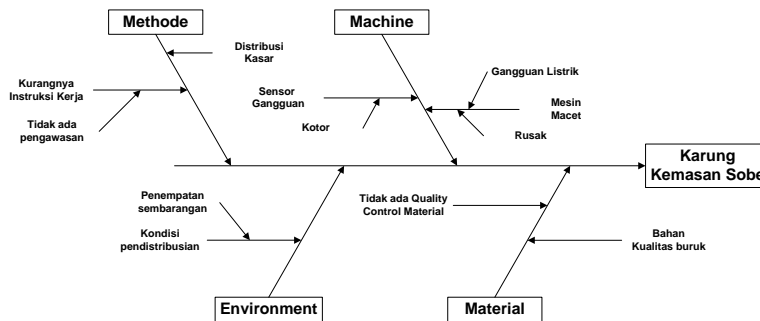 Methode
Machine
Distribusi
Kasar
Kurangnya
Instruksi Kerja
Tidak ada
pengawasan
Sensor
Gangguan
Kotor
Gangguan Listrik
Mesin
Macet
Rusak
Karung
Kemasan Sobe
Penempatan
sembarangan
Kondisi
pendistribusian
Tidak ada Quality
Control Material
Bahan
Kualitas buruk
Environment
Material